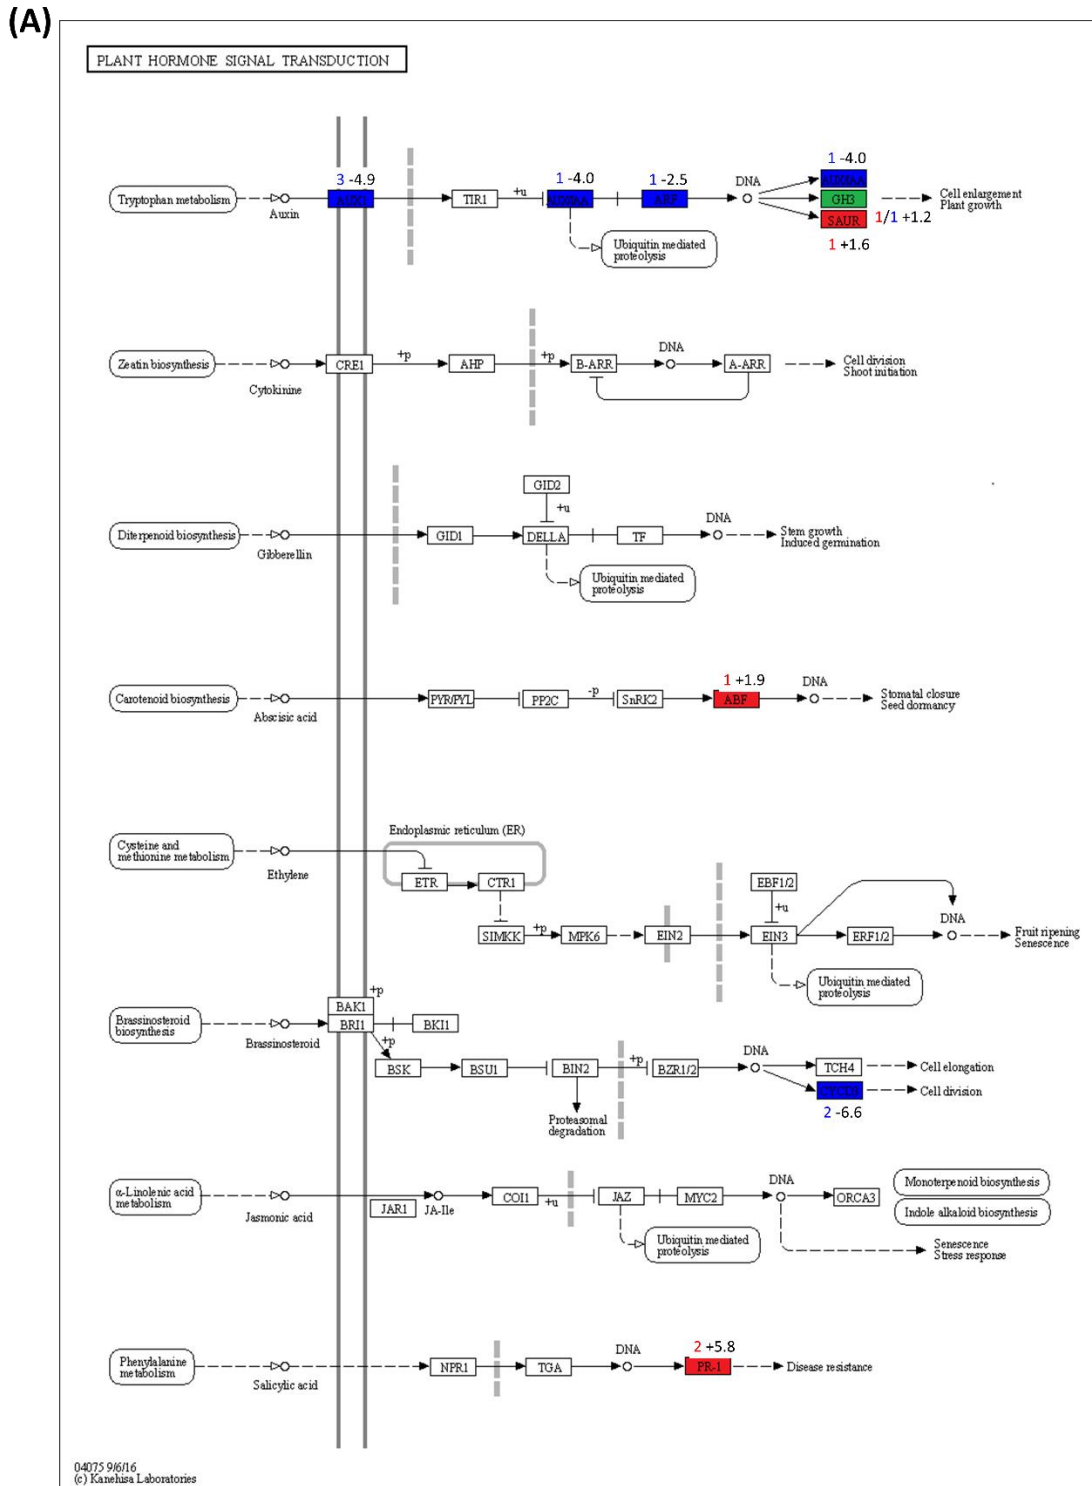 (A)
PLANT HORMONE SIGNAL TRANSDUCTION
Tryptophan metabolism
Auxin
3 -4.9
AUX1
TIR1
+u
1 -4.0
AUX/IAA
Ubiquitin mediated
proteolysis
1 -2.5
ARF
DNA
1 -4.0
AUX/IAA
GH3
SAUR
1/1 +1.2
1 +1.6
Cell enlargement
Plant growth
Zeatin biosynthesis
Cytokinine
CRE1
+p
AHP
+p
B-ARR
DNA
A-ARR
Cell division
Shoot initiation
Diterpenoid biosynthesis
Gibberellin
GID1
GID2
+u
DELLA
Ubiquitin mediated
proteolysis
TF
DNA
Stem growth
Induced germination
Carotenoid biosynthesis
Abscisic acid
PYR/PYL
PP2C
-p
SnRK2
1 +1.9
ABF
DNA
Stomatal closure
Seed dormancy
Cysteine and
methionine metabolism
Ethylene
Endoplasmic reticulum (ER)
ETR
CTR1
SIMKK
+p
MPK6
EIN2
EBF1/2
+u
EIN3
Ubiquitin mediated
proteolysis
ERF1/2
DNA
Fruit ripening
Senescence
Brassinosteroid
biosynthesis
Brassinosteroid
+p
BAK1
BRI1
BKI1
+p
BSK
BSU1
BIN2
Proteasomal
degradation
+p
BZR1/2
DNA
TCH4
Cell elongation
CYCD3
Cell division
2 -6.6
α-Linolenic acid
metabolism
Jasmonic acid
JAR1
JA-Ile
COI1
+u
JAZ
Ubiquitin mediated
proteolysis
MYC2
DNA
ORCA3
Monoterpenoid biosynthesis
Indole alkaloid biosynthesis
Senescence
Stress response
Phenylalanine
metabolism
Salicylic acid
NPR1
TGA
DNA
2 +5.8
PR-1
Disease resistance
04075 9/6/16
(c) Kanehisa Laboratories